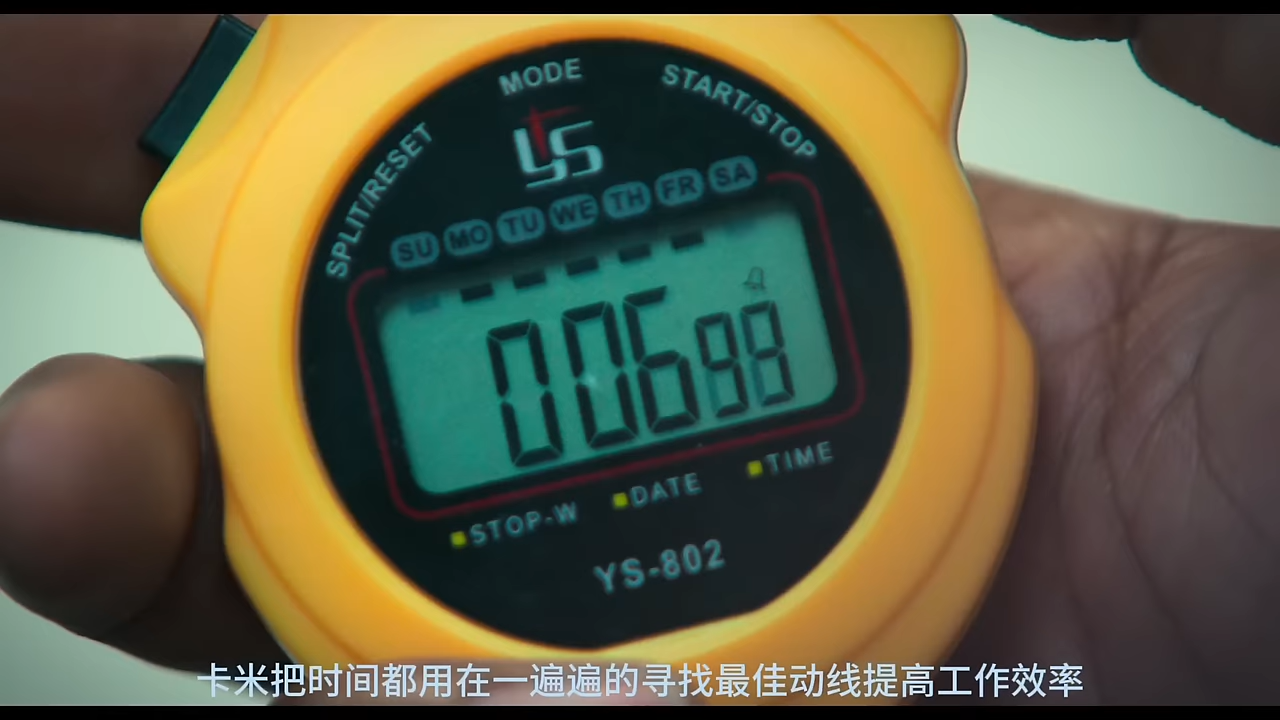 MODE
START/STOP
SPLIT/RESET
YS
SU MO TU WE TH FR SA
00698
STOP-W DATE TIME
YS-802
卡米把时间都用在一遍遍的寻找最佳动线提高工作效率